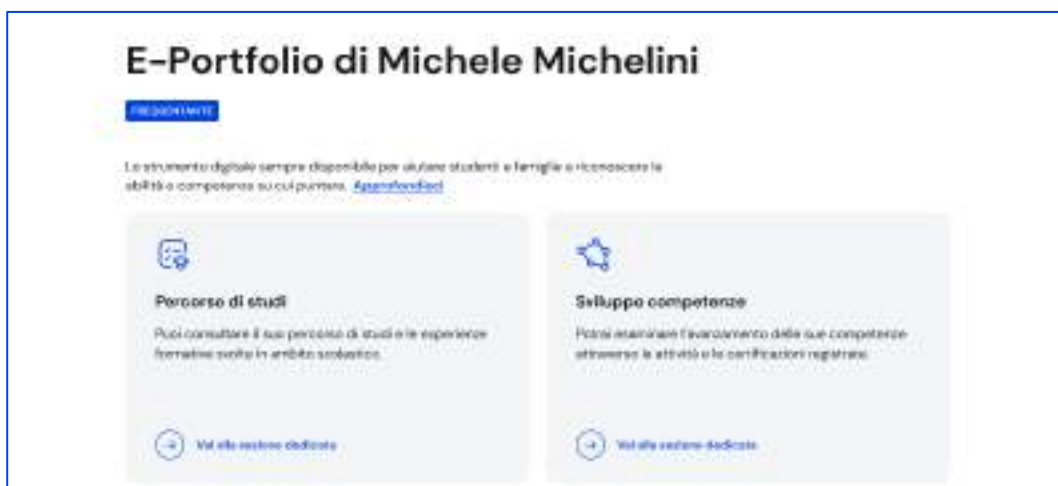 E-Portfolio di Michele Michelini
FREQUENTANTE
Lo strumento digitale sempre disponibile per aiutare studenti e famiglie a riconoscere le
abilità e competenze su cui puntare. Approfondisci
Percorso di studi
Puoi consultare il suo percorso di studi e le esperienze
formative svolte in ambito scolastico.
Vai alla sezione dedicata
Sviluppo competenze
Potrai esaminare l'avanzamento delle sue competenze
attraverso le attività e le certificazioni registrate.
Vai alla sezione dedicata